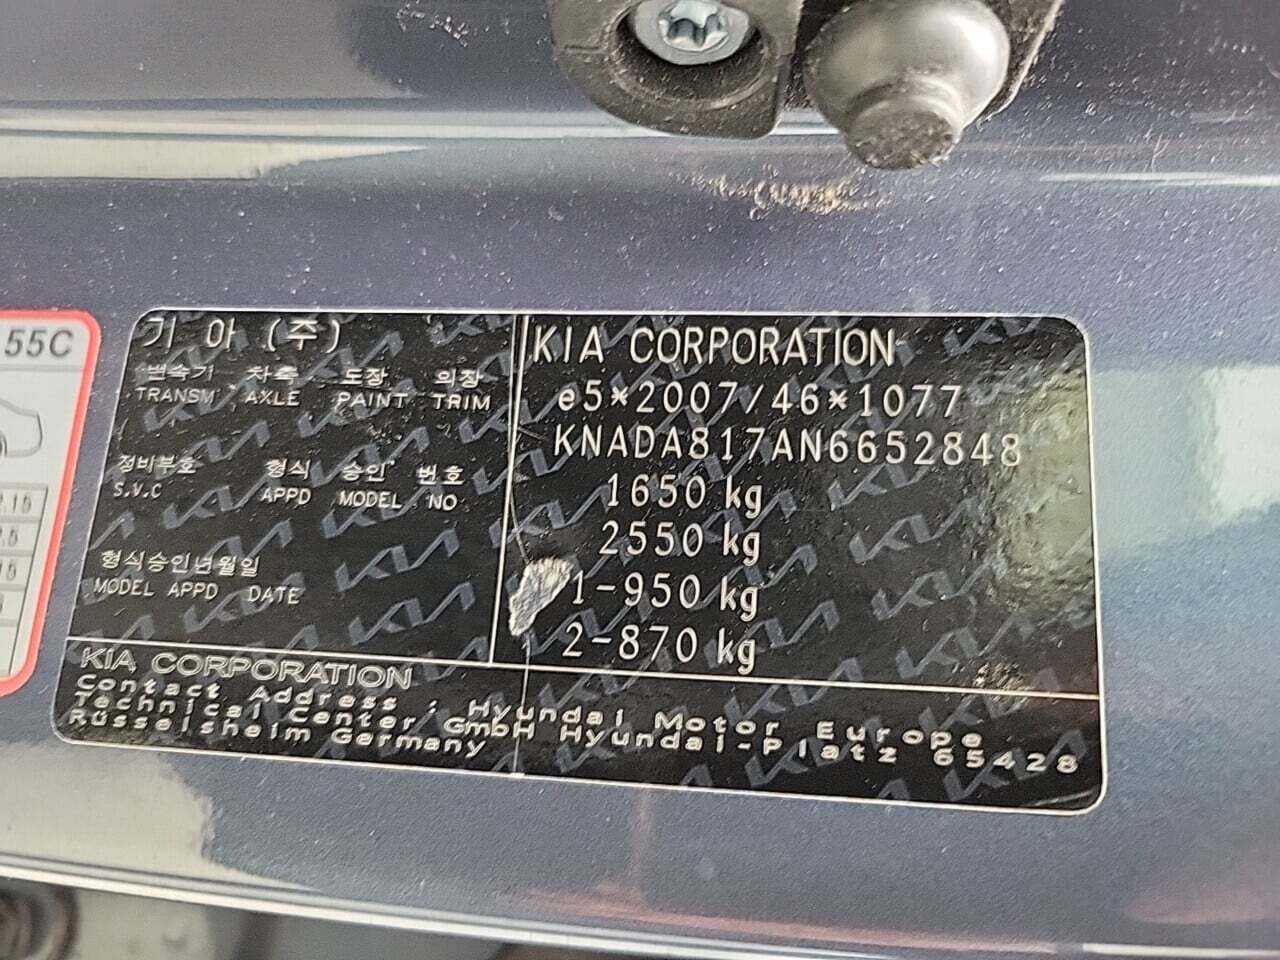 55C
기 아 (주)
변속기 차축 도장 의장
TRANSM AXLE PAINT TRIM
정비부호 형식 승인 번호
S.V.C APPD MODEL NO
형식승인년월일
MODEL APPD DATE
KIA CORPORATION
e5*2007/46*1077
KNADA817AN6652848
1650 kg
2550 kg
1-950 kg
2-870 kg
KIA CORPORATION
Contact Address : Hyundai Motor Europe
Technical Center GmbH Hyundai-Platz 65428
Rüsselsheim Germany